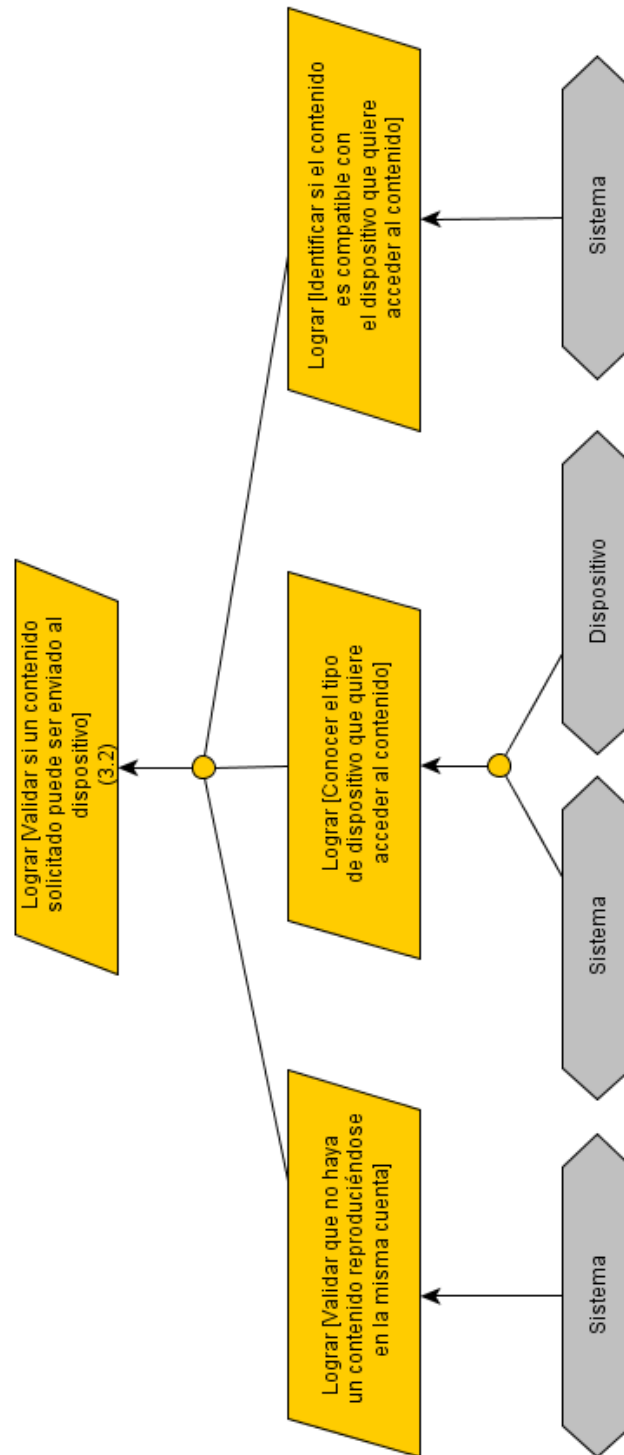 Lograr [Validar si un contenido
solicitado puede ser enviado al
dispositivo]
(3.2)
Lograr [Validar que no haya
un contenido reproduciéndose
en la misma cuenta]
Lograr [Conocer el tipo
de dispositivo que quiere
acceder al contenido]
Lograr [Identificar si el contenido
es compatible con
el dispositivo que quiere
acceder al contenido]
Sistema
Sistema
Dispositivo
Sistema